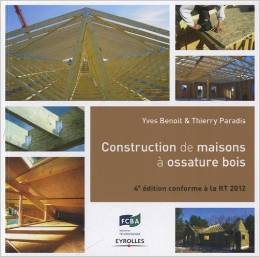 Yves Benoit & Thierry Paradis
Construction de maisons
à ossature bois
4e édition conforme à la RT 2012
FCBA
EYROLLES